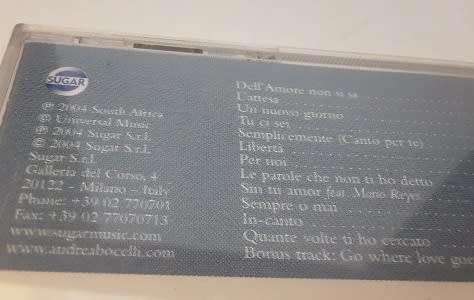 SUGAR
℗ 2004 South Africa
℗ Universal Music
℗ 2004 Sugar S.r.l.
© 2004 Sugar S.r.l.
Sugar S.r.l.
Galleria del Corso, 4
20122 - Milano - Italy
Phone: +39 02 770701
Fax: +39 02 77070713
www.sugarmusic.com
www.andreabocelli.com
Dell'Amore non si sa
L'attesa
Un nuovo giorno
Tu ci sei
Semplicemente (Canto per te)
Libertà
Per noi
Le parole che non ti ho detto
Sin tu amor feat. Mario Reyes
Sempre o mai
In-canto
Quante volte ti ho cercato
Bonus track: Go where love goes